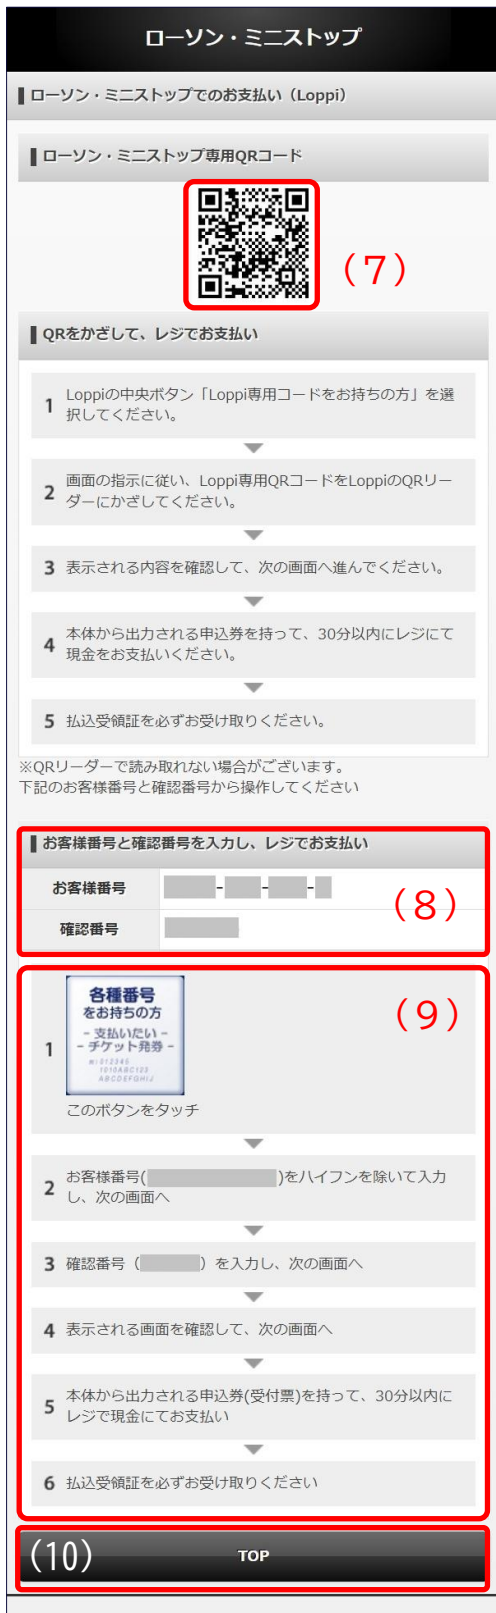 ローソン・ミニストップ
ローソン・ミニストップでのお支払い（Loppi）
ローソン・ミニストップ専用QRコード
（7）
QRをかざして、レジでお支払い
1 Loppiの中央ボタン「Loppi専用コードをお持ちの方」を選
択してください。
2 画面の指示に従い、Loppi専用QRコードをLoppiのQRリー
ダーにかざしてください。
3 表示される内容を確認して、次の画面へ進んでください。
4 本体から出力される申込券を持って、30分以内にレジにて
現金をお支払いください。
5 払込受領証を必ずお受け取りください。
※QRリーダーで読み取れない場合がございます。
下記のお客様番号と確認番号から操作してください
お客様番号と確認番号を入力し、レジでお支払い
お客様番号 - - -
（8）
確認番号
（9）
各種番号
をお持ちの方
- 支払いたい -
- チケット発券 -
1010ABC123
ABCDEFGHIJ
1
このボタンをタッチ
2 お客様番号( )をハイフンを除いて入力
し、次の画面へ
3 確認番号（ ）を入力し、次の画面へ
4 表示される画面を確認して、次の画面へ
5 本体から出力される申込券(受付票)を持って、30分以内に
レジで現金にてお支払い
6 払込受領証を必ずお受け取りください
（10） TOP